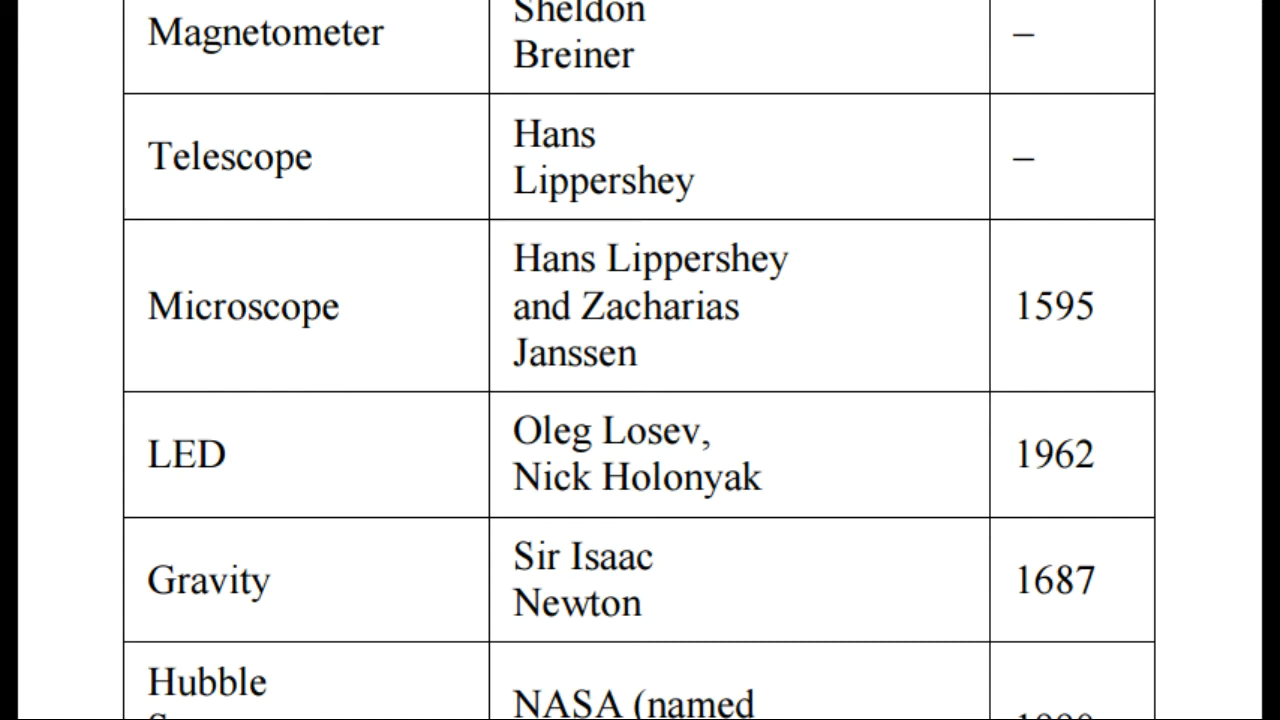 Sheldon
Magnetometer
Breiner
–
Hans
Telescope
Lippershey
–
Hans Lippershey
Microscope
and Zacharias
Janssen
1595
LED
Oleg Losev,
Nick Holonyak
1962
Gravity
Sir Isaac
Newton
1687
Hubble
NASA (named